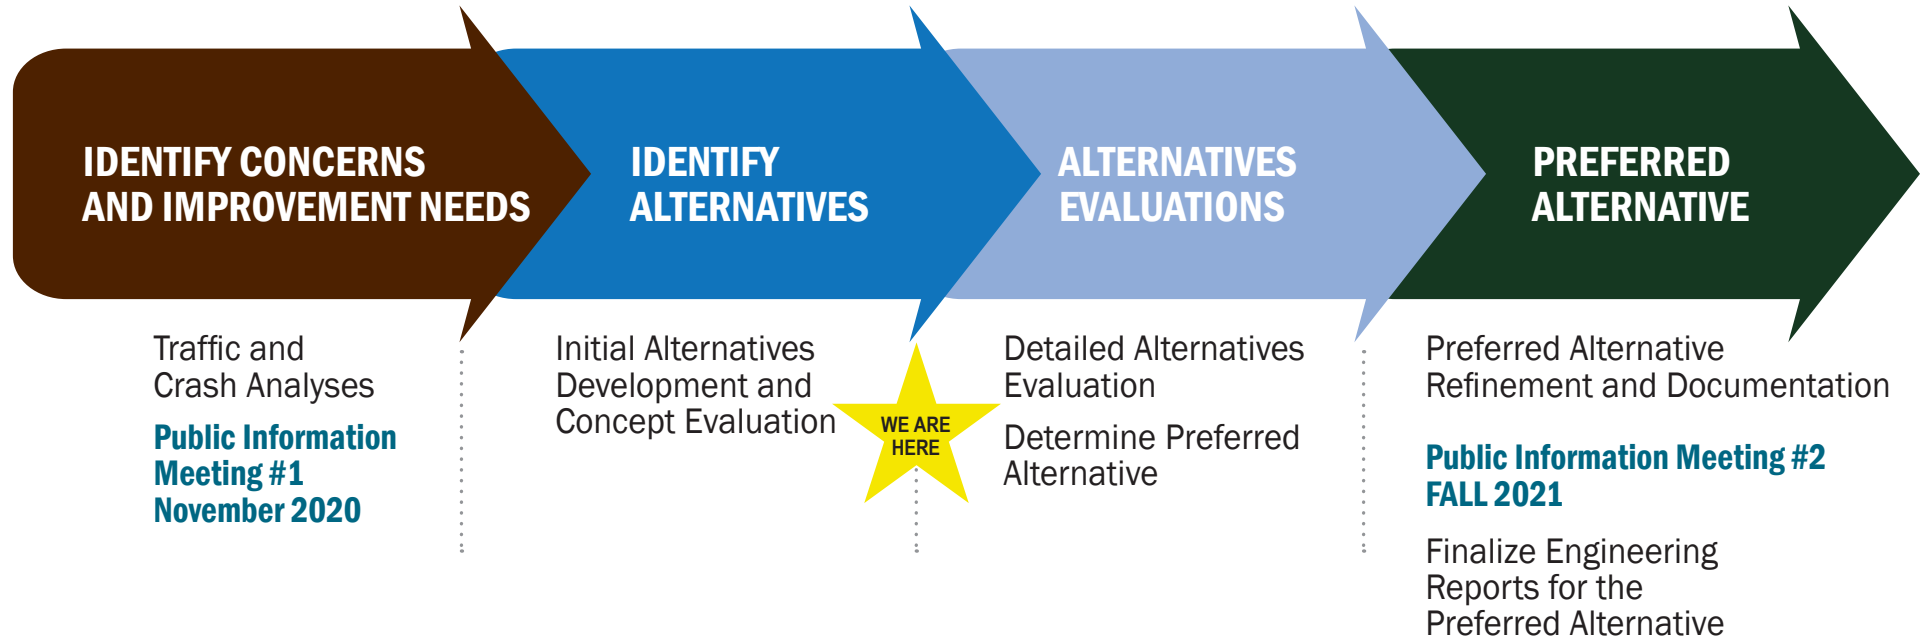 IDENTIFY CONCERNS
AND IMPROVEMENT NEEDS
IDENTIFY
ALTERNATIVES
ALTERNATIVES
EVALUATIONS
PREFERRED
ALTERNATIVE
Traffic and
Crash Analyses
Public Information
Meeting #1
November 2020
Initial Alternatives
Development and
Concept Evaluation
WE ARE
HERE
Detailed Alternatives
Evaluation
Determine Preferred
Alternative
Preferred Alternative
Refinement and Documentation
Public Information Meeting #2
FALL 2021
Finalize Engineering
Reports for the
Preferred Alternative